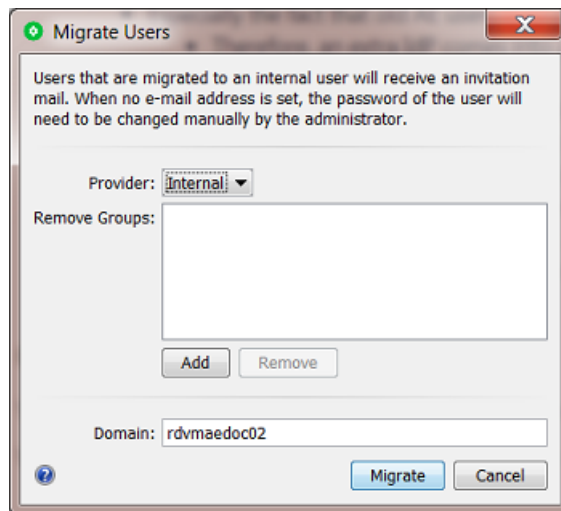 Migrate Users
Users that are migrated to an internal user will receive an invitation
mail. When no e-mail address is set, the password of the user will
need to be changed manually by the administrator.
Provider: Internal
Remove Groups:
Add Remove
Domain: rdvmaedoc02
Migrate Cancel